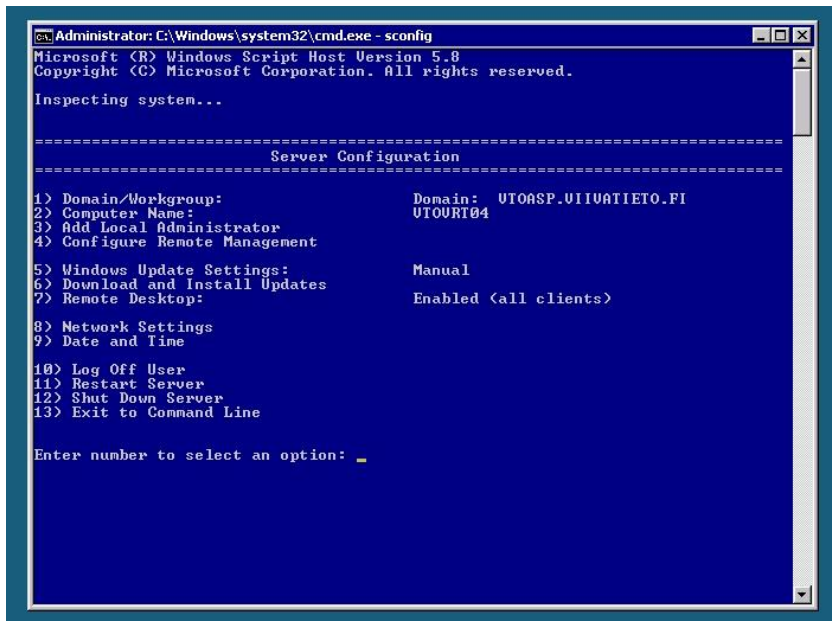 Administrator: C:\Windows\system32\cmd.exe - sconfig
Microsoft (R) Windows Script Host Version 5.8
Copyright (C) Microsoft Corporation. All rights reserved.
Inspecting system...
===============================================================================
Server Configuration
===============================================================================
1) Domain/Workgroup: Domain: VTOASP.VIIVATIETO.FI
2) Computer Name: VTOVRT04
3) Add Local Administrator
4) Configure Remote Management
5) Windows Update Settings: Manual
6) Download and Install Updates
7) Remote Desktop: Enabled (all clients)
8) Network Settings
9) Date and Time
10) Log Off User
11) Restart Server
12) Shut Down Server
13) Exit to Command Line
Enter number to select an option: _